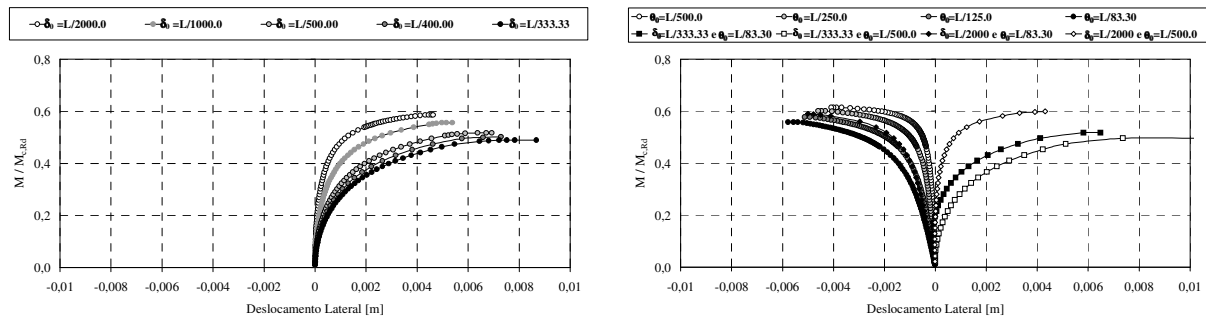 δ₀ =L/2000.0 δ₀ =L/1000.0 δ₀ =L/500.00 δ₀ =L/400.00 δ₀ =L/333.33
M / Mc,Rd
0,8
0,6
0,4
0,2
0,0
-0,01 -0,008 -0,006 -0,004 -0,002 0 0,002 0,004 0,006 0,008 0,01
Deslocamento Lateral [m]
θ₀=L/500.0 θ₀=L/250.0 θ₀=L/125.0 θ₀=L/83.30
δ₀=L/333.33 e θ₀=L/83.30 δ₀=L/333.33 e θ₀=L/500.0 δ₀=L/2000 e θ₀=L/83.30 δ₀=L/2000 e θ₀=L/500.0
M / Mc,Rd
0,8
0,6
0,4
0,2
0,0
-0,01 -0,008 -0,006 -0,004 -0,002 0 0,002 0,004 0,006 0,008 0,01
Deslocamento Lateral [m]